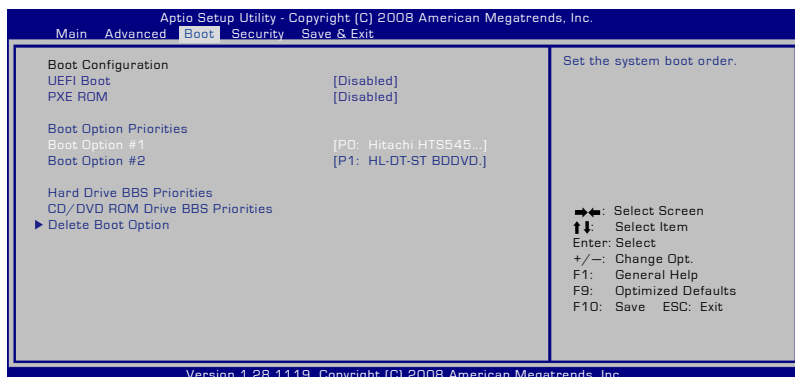 Aptio Setup Utility - Copyright (C) 2008 American Megatrends, Inc.
Main Advanced Boot Security Save & Exit
Boot Configuration
UEFI Boot [Disabled]
PXE ROM [Disabled]
Boot Option Priorities
Boot Option #1 [P0: Hitachi HTS545...]
Boot Option #2 [P1: HL-DT-ST BDDVD.]
Hard Drive BBS Priorities
CD/DVD ROM Drive BBS Priorities
Delete Boot Option
Set the system boot order.
: Select Screen
: Select Item
Enter: Select
+/—: Change Opt.
F1: General Help
F9: Optimized Defaults
F10: Save ESC: Exit
Version 1.28.1119. Copyright (C) 2008 American Megatrends, Inc.